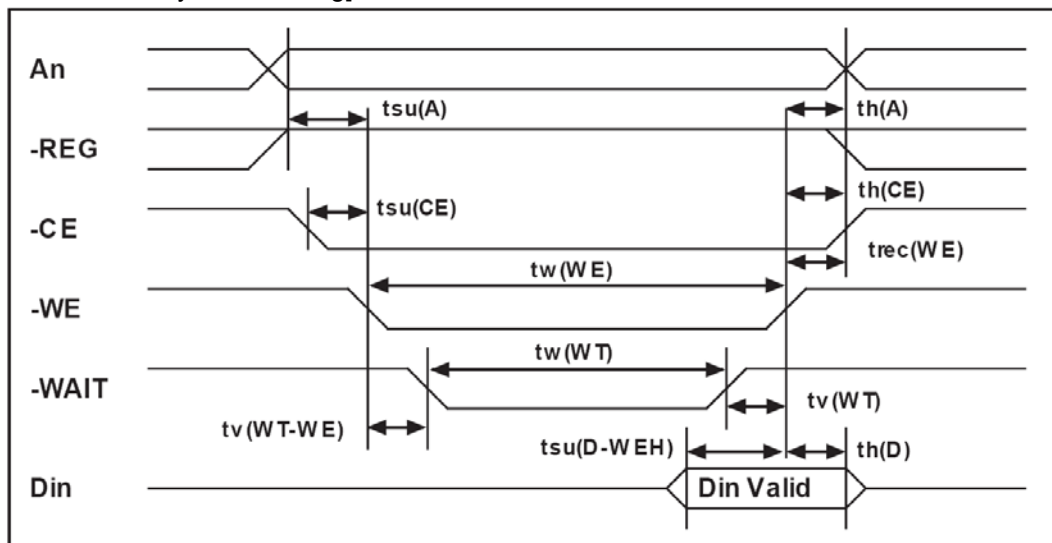 An
tsu(A)
th(A)
-REG
th(CE)
tsu(CE)
-CE
trec(WE)
tw(WE)
-WE
tw(WT)
-WAIT
tv(WT)
tv(WT-WE)
tsu(D-WEH)
th(D)
Din
Din Valid